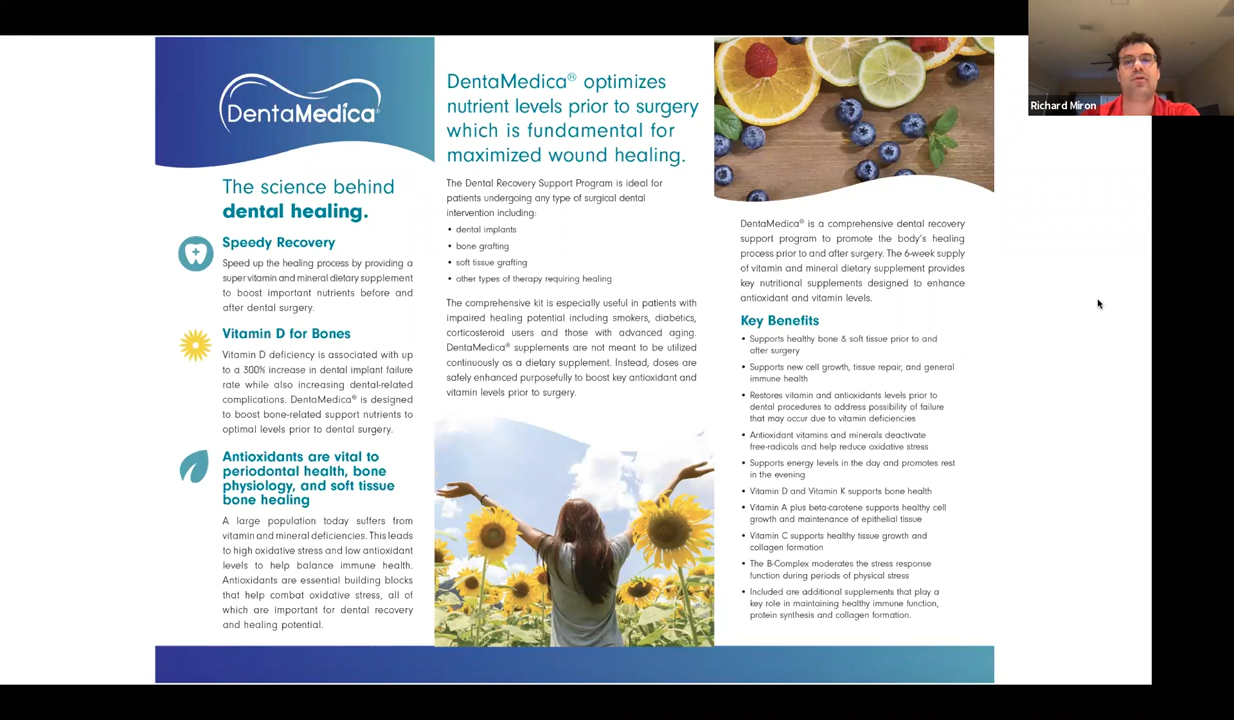 DentaMedica®
The science behind
dental healing.
Speedy Recovery
Speed up the healing process by providing a
super vitamin and mineral dietary supplement
to boost important nutrients before and
after dental surgery.
Vitamin D for Bones
Vitamin D deficiency is associated with up
to a 300% increase in dental implant failure
rate while also increasing dental-related
complications. DentaMedica® is designed
to boost bone-related support nutrients to
optimal levels prior to dental surgery.
Antioxidants are vital to
periodontal health, bone
physiology, and soft tissue
bone healing
A large population today suffers from
vitamin and mineral deficiencies. This leads
to high oxidative stress and low antioxidant
levels to help balance immune health.
Antioxidants are essential building blocks
that help combat oxidative stress, all of
which are important for dental recovery
and healing potential.
DentaMedica® optimizes
nutrient levels prior to surgery
which is fundamental for
maximized wound healing.
The Dental Recovery Support Program is ideal for
patients undergoing any type of surgical dental
intervention including:
• dental implants
• bone grafting
• soft tissue grafting
• other types of therapy requiring healing
The comprehensive kit is especially useful in patients with
impaired healing potential including smokers, diabetics,
corticosteroid users and those with advanced aging.
DentaMedica® supplements are not meant to be utilized
continuously as a dietary supplement. Instead, doses are
safely enhanced purposefully to boost key antioxidant and
vitamin levels prior to surgery.
DentaMedica® is a comprehensive dental recovery
support program to promote the body's healing
process prior to and after surgery. The 6-week supply
of vitamin and mineral dietary supplement provides
key nutritional supplements designed to enhance
antioxidant and vitamin levels.
Key Benefits
• Supports healthy bone & soft tissue prior to and
after surgery
• Supports new cell growth, tissue repair, and general
immune health
• Restores vitamin and antioxidants levels prior to
dental procedures to address possibility of failure
that may occur due to vitamin deficiencies
• Antioxidant vitamins and minerals deactivate
free-radicals and help reduce oxidative stress
• Supports energy levels in the day and promotes rest
in the evening
• Vitamin D and Vitamin K supports bone health
• Vitamin A plus beta-carotene supports healthy cell
growth and maintenance of epithelial tissue
• Vitamin C supports healthy tissue growth and
collagen formation
• The B-Complex moderates the stress response
function during periods of physical stress
• Included are additional supplements that play a
key role in maintaining healthy immune function,
protein synthesis and collagen formation.
Richard Miron